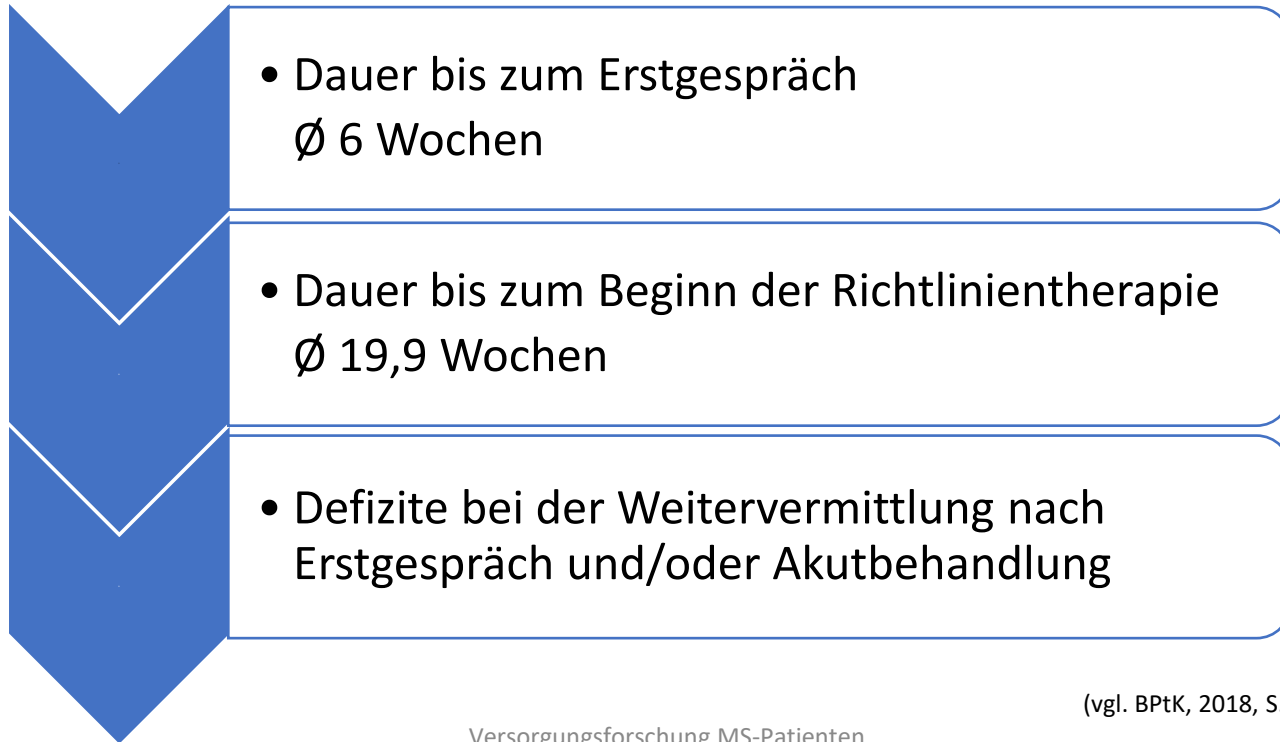 • Dauer bis zum Erstgespräch
Ø 6 Wochen
• Dauer bis zum Beginn der Richtlinientherapie
Ø 19,9 Wochen
• Defizite bei der Weitervermittlung nach
Erstgespräch und/oder Akutbehandlung
(vgl. BPtK, 2018, S.
Versorgungsforschung MS-Patienten